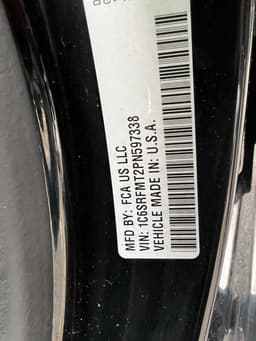 MFD BY: FCA US LLC
VIN: 1C6SRFMT2PN597338
VEHICLE MADE IN: U.S.A.